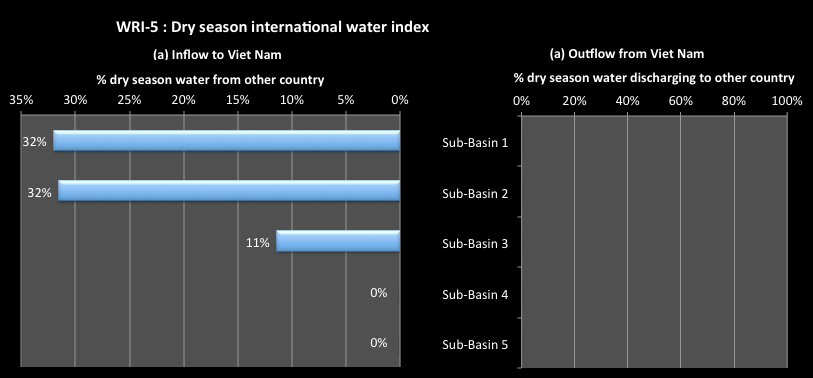 WRI-5 : Dry season international water index
(a) Inflow to Viet Nam
% dry season water from other country
35% 30% 25% 20% 15% 10% 5% 0%
32%
32%
11%
0%
0%
(a) Outflow from Viet Nam
% dry season water discharging to other country
0% 20% 40% 60% 80% 100%
Sub-Basin 1
Sub-Basin 2
Sub-Basin 3
Sub-Basin 4
Sub-Basin 5